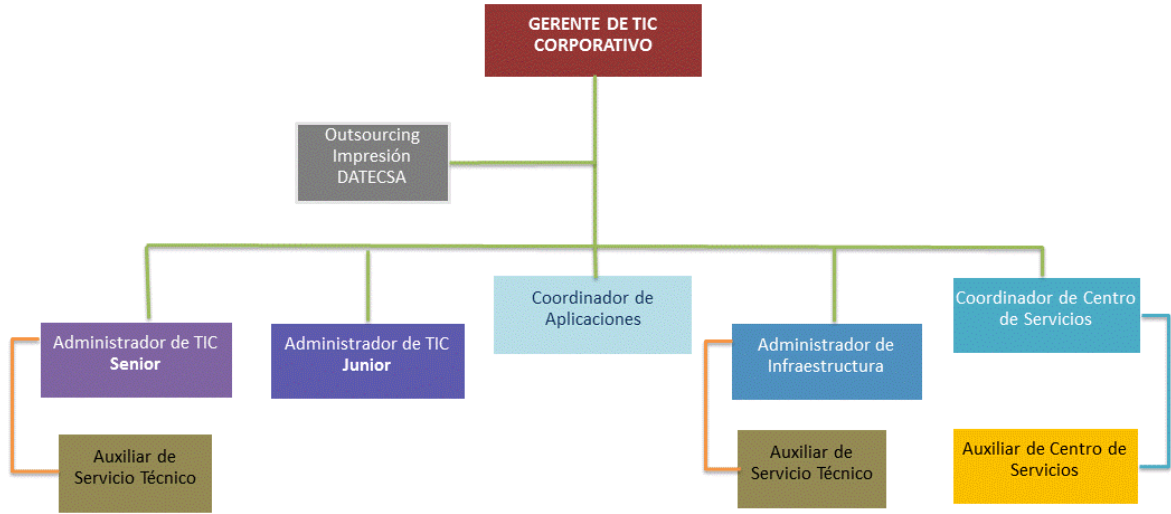 GERENTE DE TIC
CORPORATIVO
Outsourcing
Impresión
DATECSA
Administrador de TIC
Senior
Administrador de TIC
Junior
Coordinador de
Aplicaciones
Administrador de
Infraestructura
Coordinador de Centro
de Servicios
Auxiliar de
Servicio Técnico
Auxiliar de
Servicio Técnico
Auxiliar de Centro de
Servicios